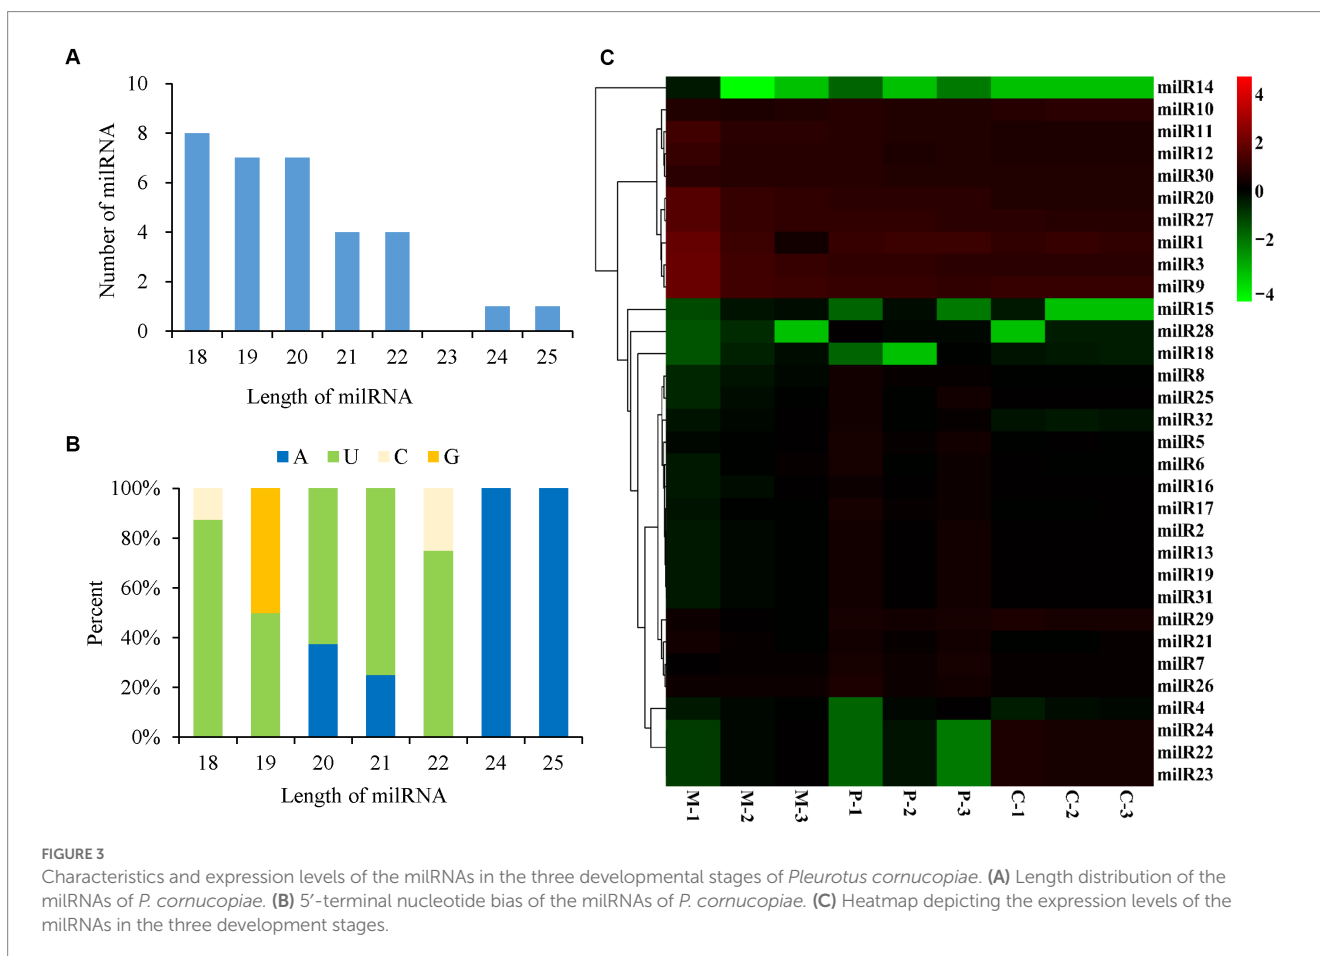 A
10
8
6
4
2
0
Number of milRNA
18 19 20 21 22 23 24 25
Length of milRNA
B
A U C G
100%
80%
60%
40%
20%
0%
Percent
18 19 20 21 22 24 25
Length of milRNA
C
milR14
milR10
milR11
milR12
milR30
milR20
milR27
milR1
milR3
milR9
milR15
milR28
milR18
milR8
milR25
milR32
milR5
milR6
milR16
milR17
milR2
milR13
milR19
milR31
milR29
milR21
milR7
milR26
milR4
milR24
milR22
milR23
M-1 M-2 M-3 P-1 P-2 P-3 C-1 C-2 C-3
4
2
0
−2
−4
FIGURE 3
Characteristics and expression levels of the milRNAs in the three developmental stages of Pleurotus cornucopiae. (A) Length distribution of the
milRNAs of P. cornucopiae. (B) 5′-terminal nucleotide bias of the milRNAs of P. cornucopiae. (C) Heatmap depicting the expression levels of the
milRNAs in the three development stages.